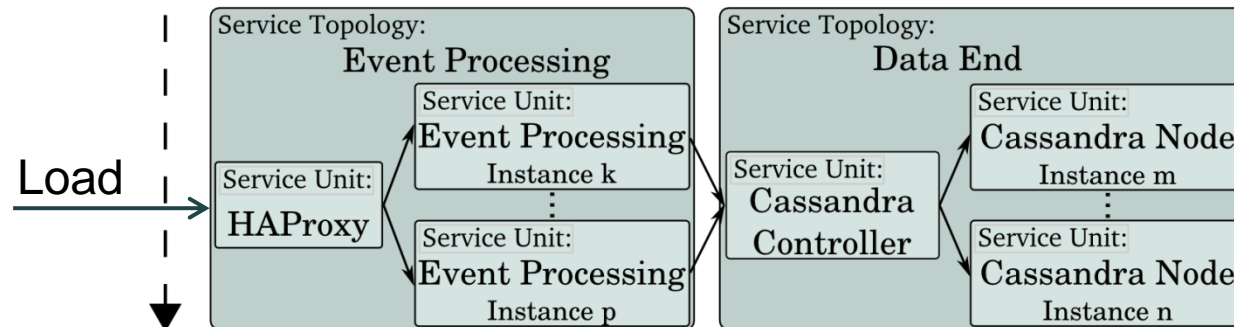 Load
Service Topology:
Event Processing
Service Unit:
HAProxy
Service Unit:
Event Processing
Instance k
Service Unit:
Event Processing
Instance p
Service Topology:
Data End
Service Unit:
Cassandra
Controller
Service Unit:
Cassandra Node
Instance m
Service Unit:
Cassandra Node
Instance n